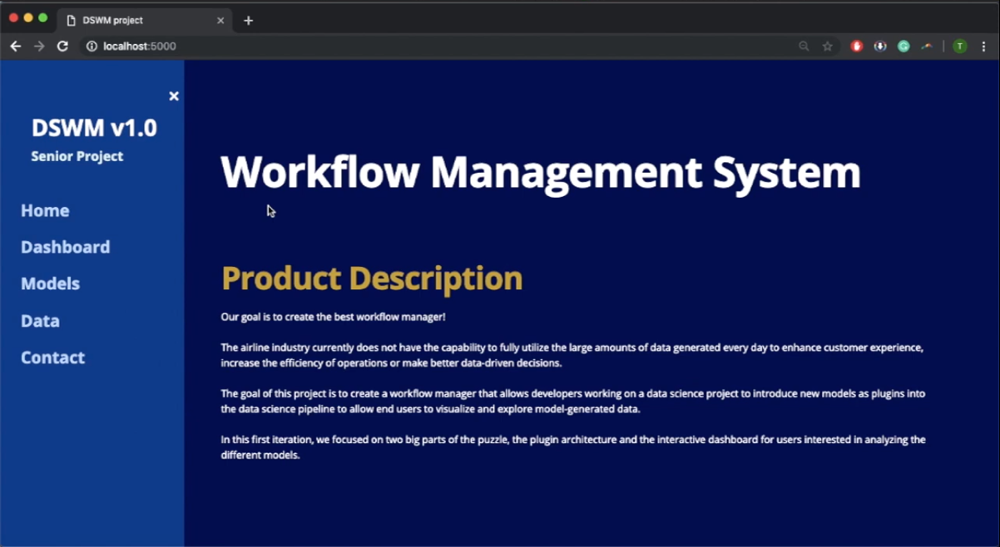 DSWM project
localhost:5000
T
DSWM v1.0
Senior Project
Home
Dashboard
Models
Data
Contact
Workflow Management System
Product Description
Our goal is to create the best workflow manager!
The airline industry currently does not have the capability to fully utilize the large amounts of data generated every day to enhance customer experience,
increase the efficiency of operations or make better data-driven decisions.
The goal of this project is to create a workflow manager that allows developers working on a data science project to introduce new models as plugins into
the data science pipeline to allow end users to visualize and explore model-generated data.
In this first iteration, we focused on two big parts of the puzzle, the plugin architecture and the interactive dashboard for users interested in analyzing the
different models.